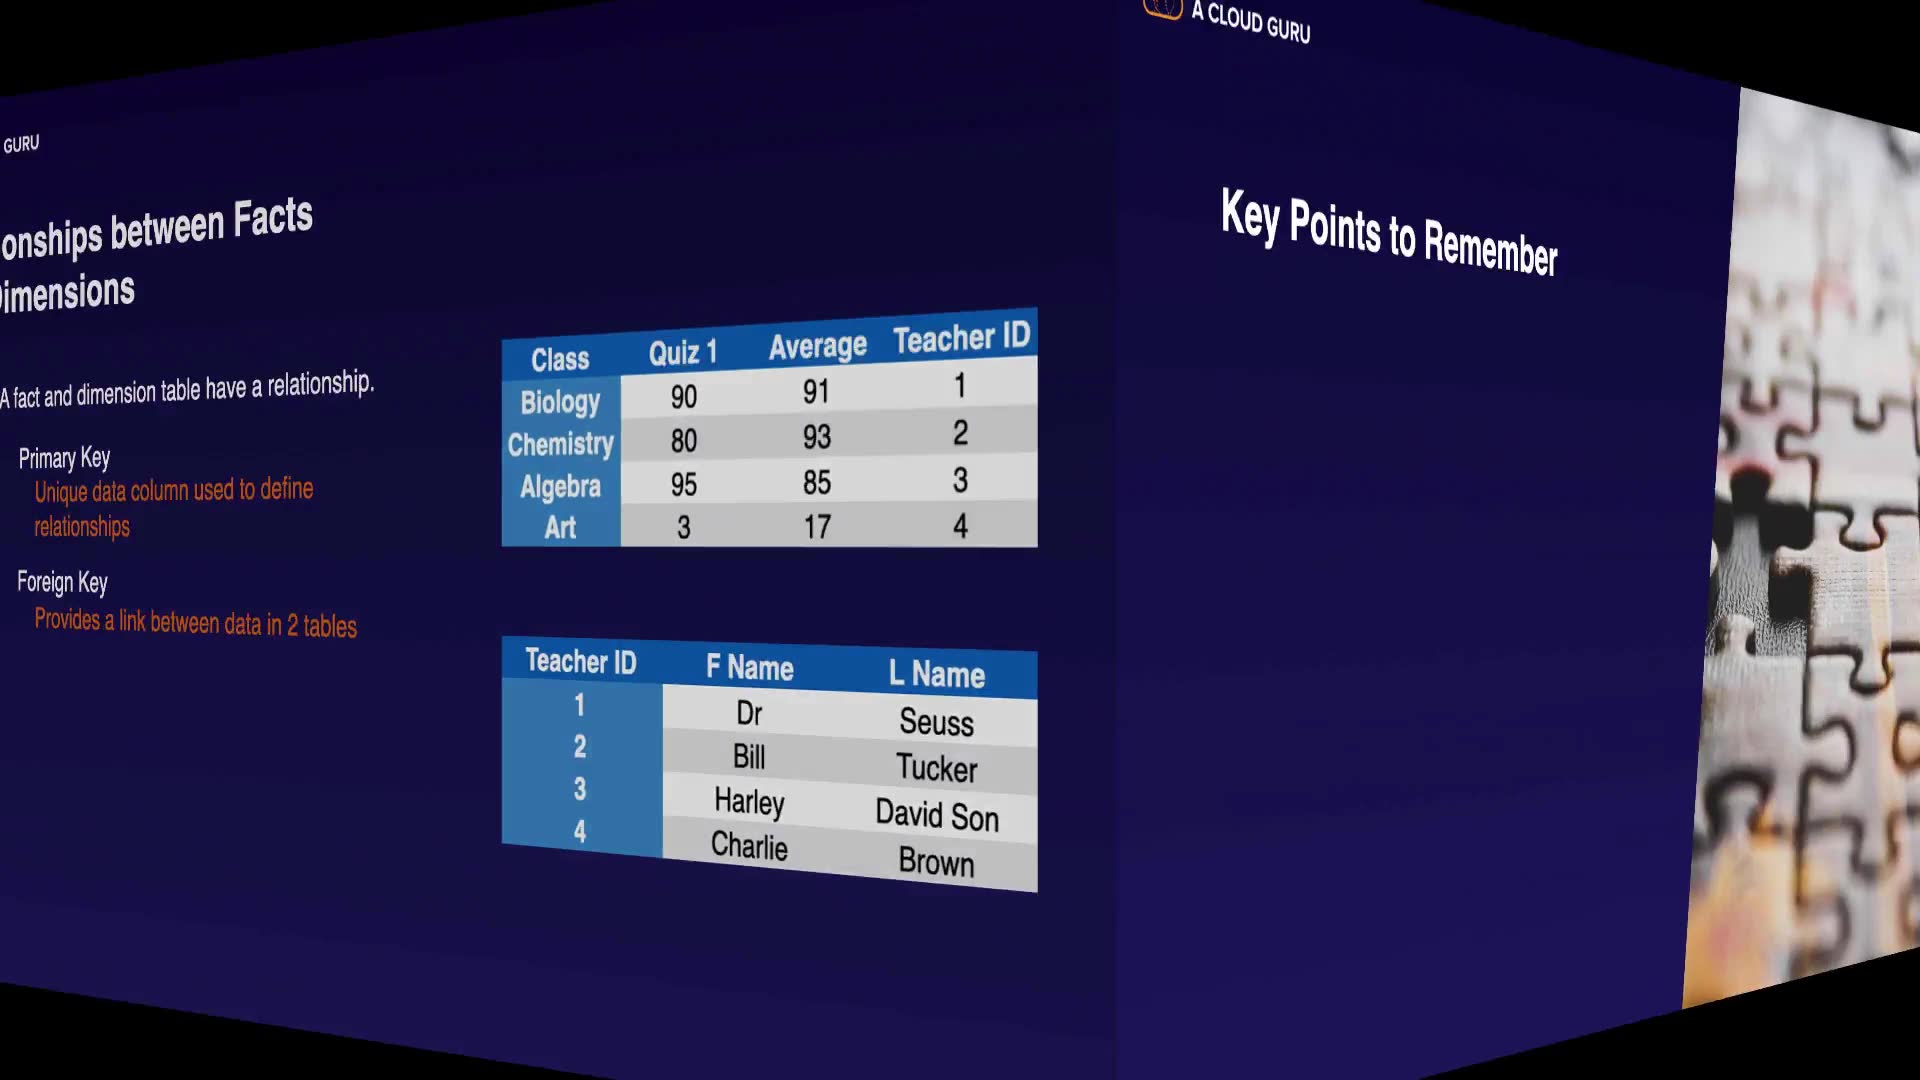 GURU
onships between Facts
Dimensions
A fact and dimension table have a relationship.
Primary Key
Unique data column used to define
relationships
Foreign Key
Provides a link between data in 2 tables
Class Quiz 1 Average Teacher ID
Biology 90 91 1
Chemistry 80 93 2
Algebra 95 85 3
Art 3 17 4
Teacher ID F Name L Name
1 Dr Seuss
2 Bill Tucker
3 Harley David Son
4 Charlie Brown
A CLOUD GURU
Key Points to Remember